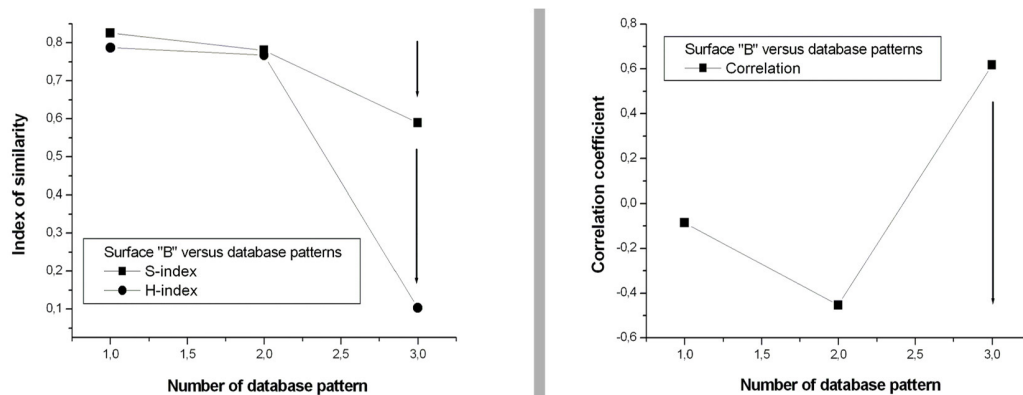 0,8
0,7
0,6
0,5
0,4
0,3
0,2
0,1
Index of similarity
Surface "B" versus database patterns
S-index
H-index
1,0 1,5 2,0 2,5 3,0
Number of database pattern
0,8
0,6
0,4
0,2
0,0
-0,2
-0,4
-0,6
Correlation coefficient
Surface "B" versus database patterns
Correlation
1,0 1,5 2,0 2,5 3,0
Number of database pattern